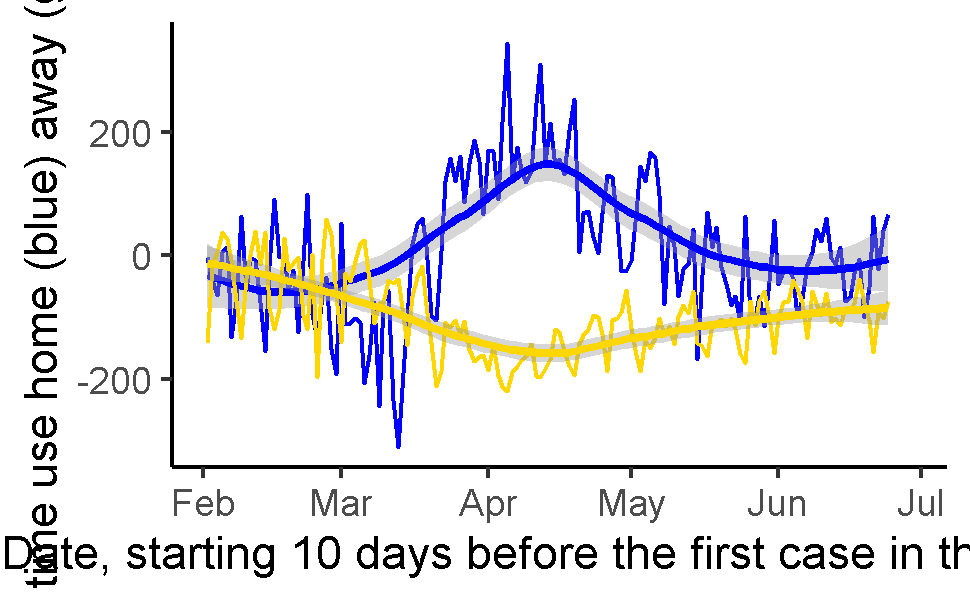 time use home (blue) away (
200
0
-200
Feb Mar Apr May Jun Jul
Date, starting 10 days before the first case in th